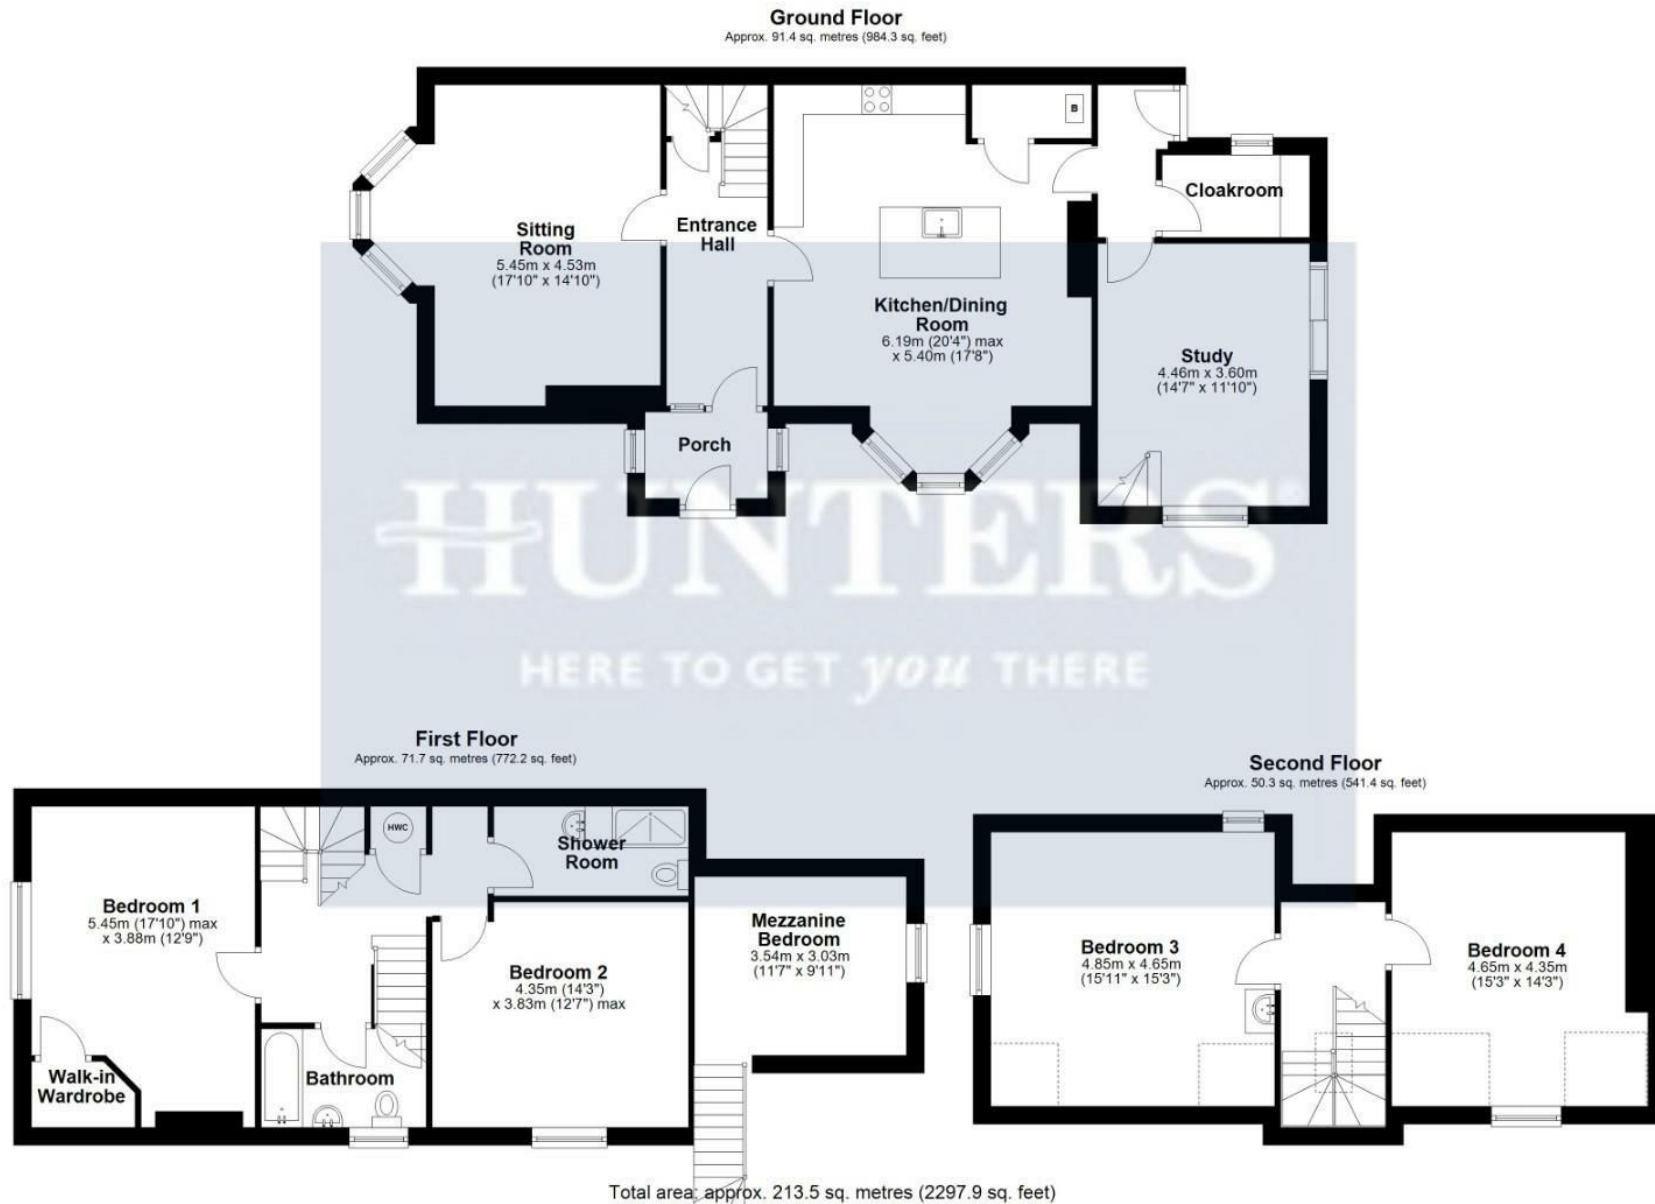 Ground Floor
Approx. 91.4 sq. metres (984.3 sq. feet)
B
Cloakroom
Sitting
Room
5.45m x 4.53m
(17'10" x 14'10")
Entrance
Hall
Kitchen/Dining
Room
6.19m (20'4") max
x 5.40m (17'8")
Study
4.46m x 3.60m
(14'7" x 11'10")
Porch
HUNTERS
HERE TO GET you THERE
First Floor
Approx. 71.7 sq. metres (772.2 sq. feet)
HWC
Shower
Room
Bedroom 1
5.45m (17'10") max
x 3.88m (12'9")
Mezzanine
Bedroom
3.54m x 3.03m
(11'7" x 9'11")
Bedroom 2
4.35m (14'3")
x 3.83m (12'7") max
Walk-in
Wardrobe
Bathroom
Second Floor
Approx. 50.3 sq. metres (541.4 sq. feet)
Bedroom 3
4.85m x 4.65m
(15'11" x 15'3")
Bedroom 4
4.65m x 4.35m
(15'3" x 14'3")
Total area: approx. 213.5 sq. metres (2297.9 sq. feet)